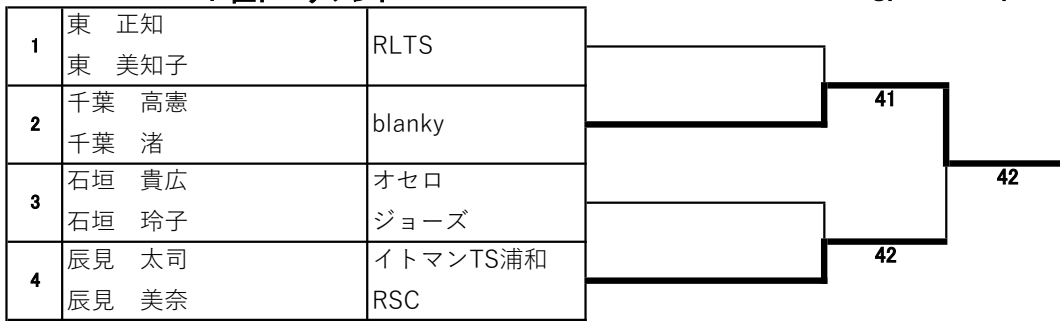 1
東　正知
東　美知子
RLTS
2
千葉　高憲
千葉　渚
blanky
3
石垣　貴広
石垣　玲子
オセロ
ジョーズ
4
辰見　太司
辰見　美奈
イトマンTS浦和
RSC
41
42
42